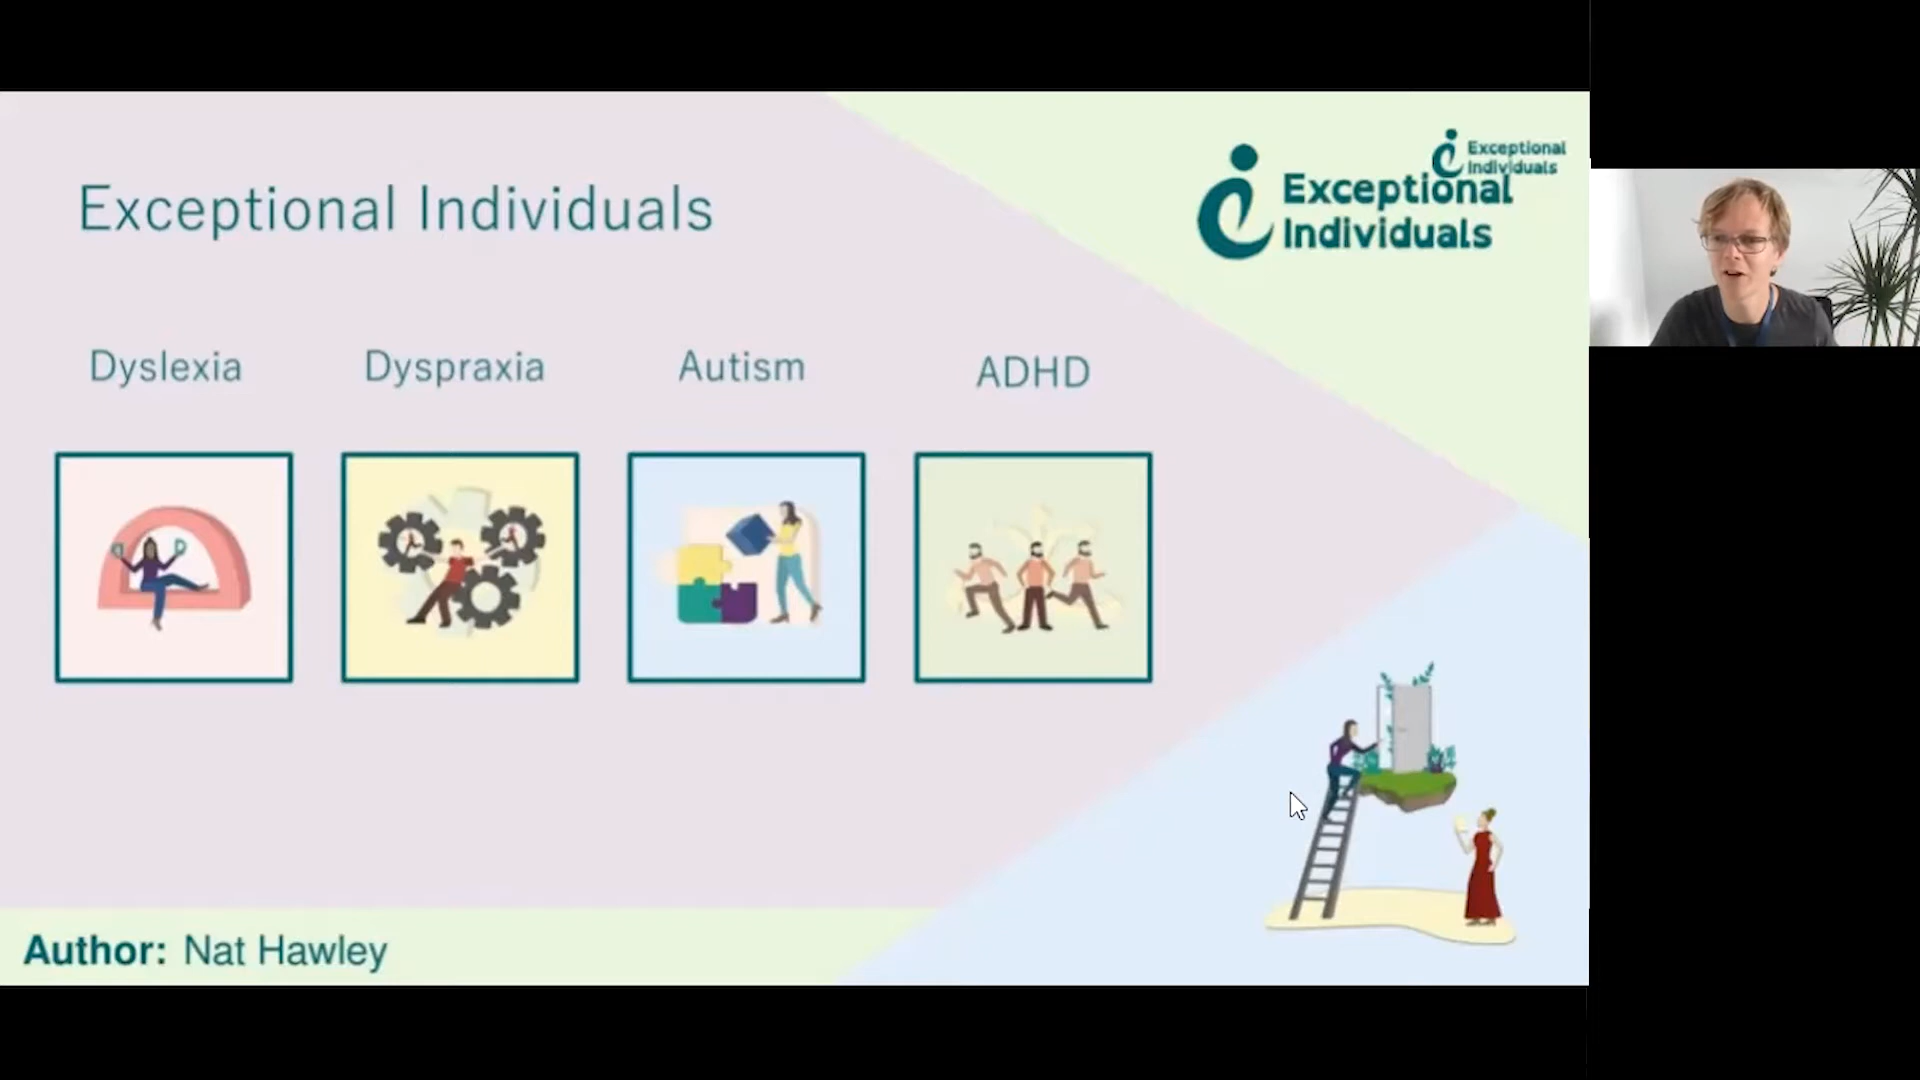 Exceptional Individuals
Exceptional
Individuals
Exceptional
Individuals
Dyslexia
Dyspraxia
Autism
ADHD
Author: Nat Hawley